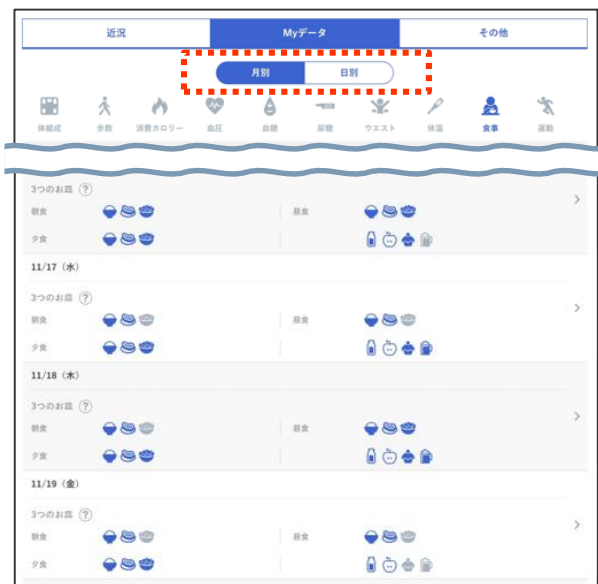 近況 Myデータ その他
月別 日別
体組成 歩数 消費カロリー 血圧 血糖 尿糖 ウエスト 体温 食事 運動
3つのお皿 ?
朝食 昼食
夕食
11/17（水）
3つのお皿 ?
朝食 昼食
夕食
11/18（木）
3つのお皿 ?
朝食 昼食
夕食
11/19（金）
3つのお皿 ?
朝食 昼食
夕食